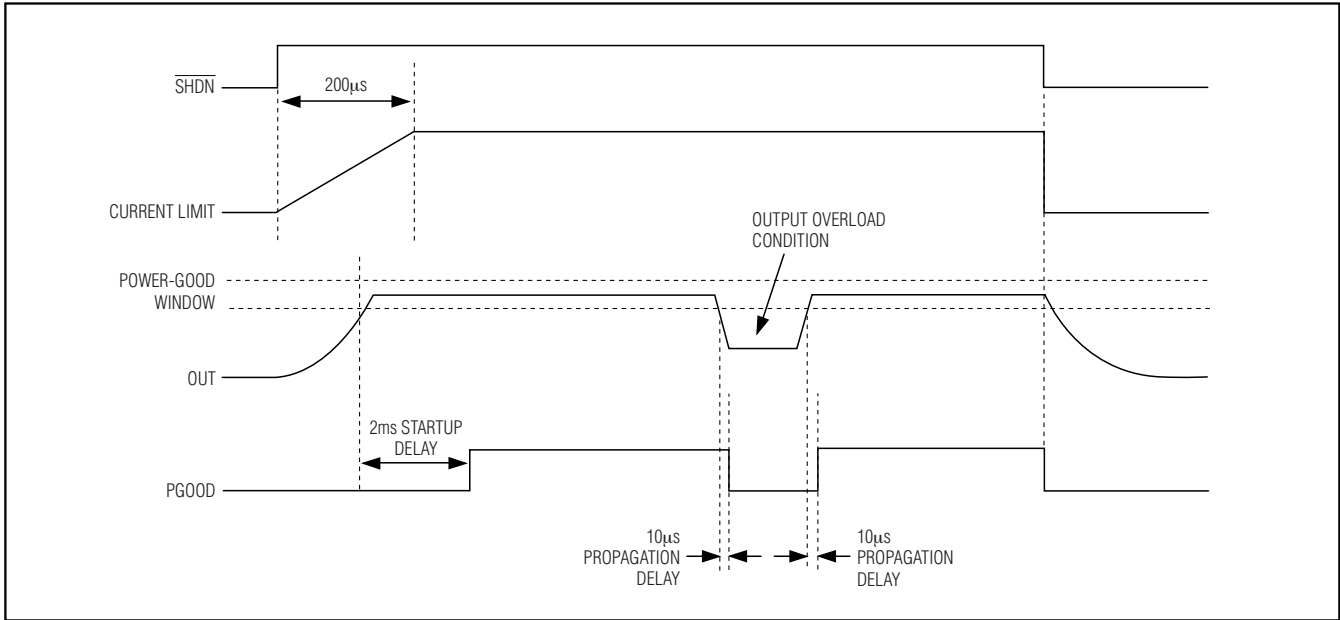 SHDN
200µs
CURRENT LIMIT
OUTPUT OVERLOAD
CONDITION
POWER-GOOD
WINDOW
OUT
2ms STARTUP
DELAY
PGOOD
10µs
PROPAGATION
DELAY
10µs
PROPAGATION
DELAY